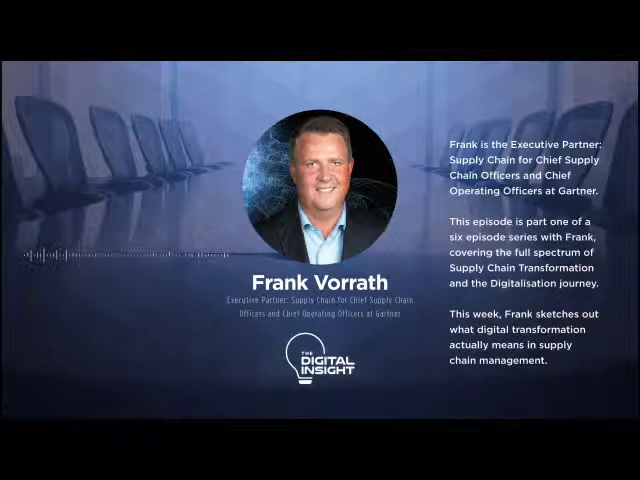 Frank is the Executive Partner:
Supply Chain for Chief Supply
Chain Officers and Chief
Operating Officers at Gartner.
This episode is part one of a
six episode series with Frank,
covering the full spectrum of
Supply Chain Transformation
and the Digitalisation journey.
This week, Frank sketches out
what digital transformation
actually means in supply
chain management.
Frank Vorrath
Executive Partner: Supply Chain for Chief Supply Chain
Officers and Chief Operating Officers at Gartner
THE
DIGITAL
INSIGHT